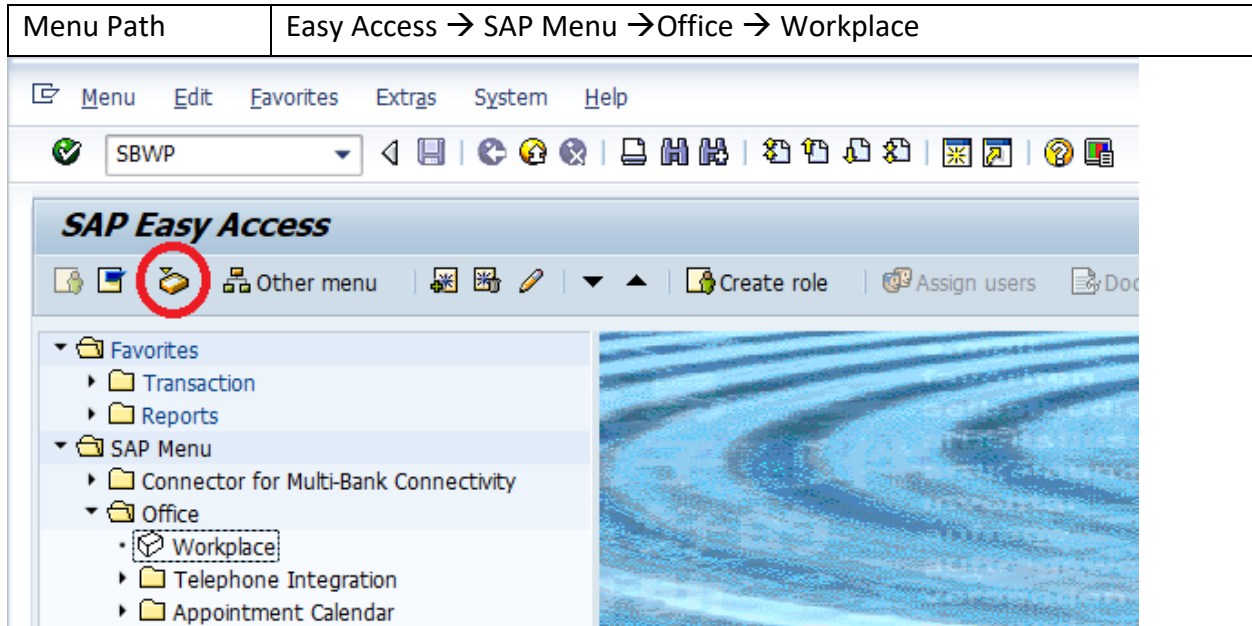 Menu Path Easy Access → SAP Menu →Office → Workplace
Menu Edit Favorites Extras System Help
SBWP
SAP Easy Access
Other menu Create role Assign users Doc
Favorites
Transaction
Reports
SAP Menu
Connector for Multi-Bank Connectivity
Office
Workplace
Telephone Integration
Appointment Calendar